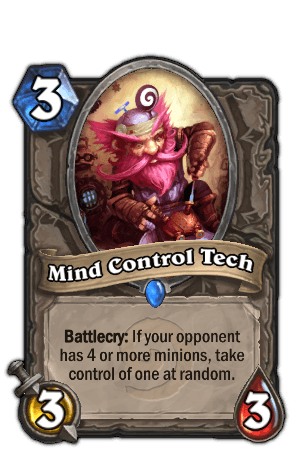 3
Mind Control Tech
Battlecry: If your opponent
has 4 or more minions, take
control of one at random.
3
3